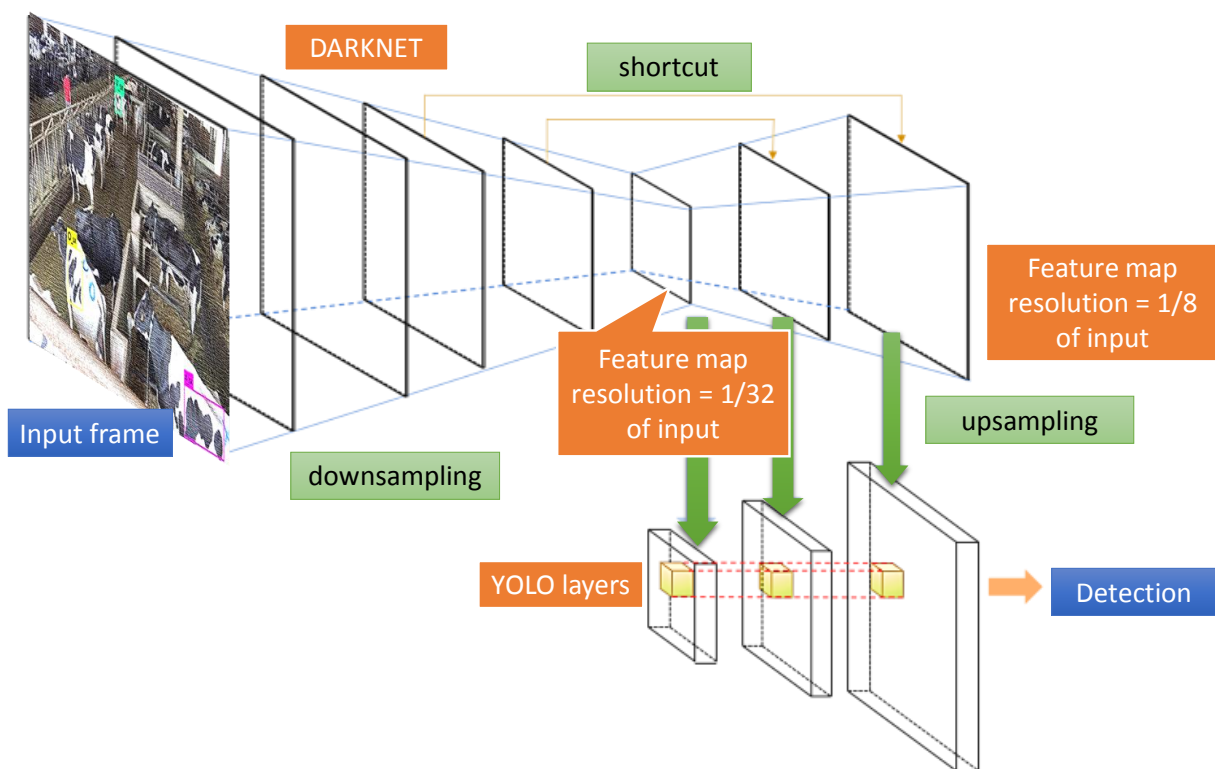 DARKNET
shortcut
Feature map
resolution = 1/8
of input
Feature map
resolution = 1/32
of input
Input frame
upsampling
downsampling
YOLO layers
Detection